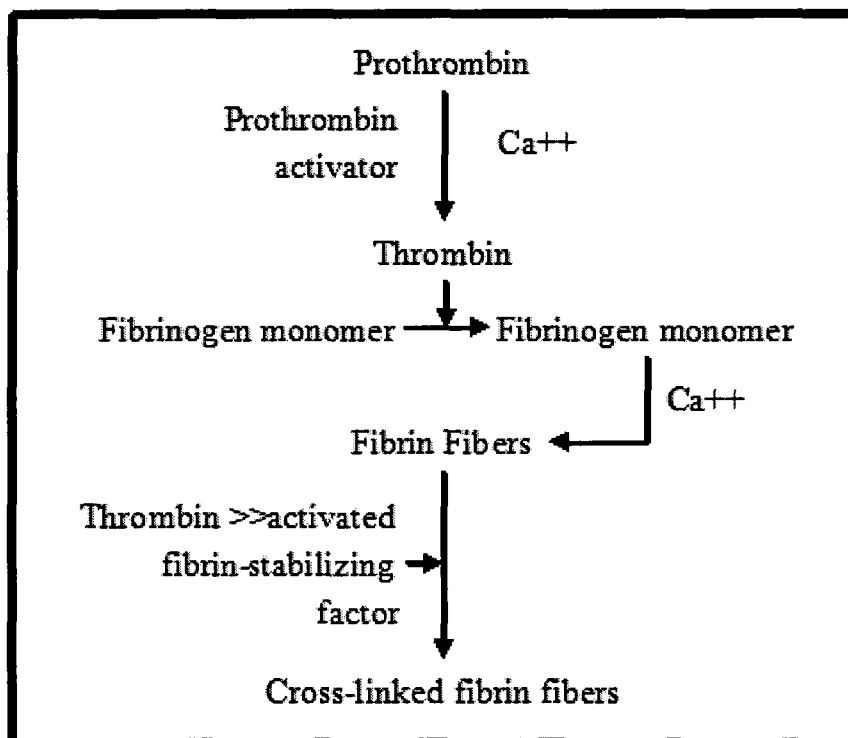 Prothrombin
Prothrombin
activator
Ca++
Thrombin
Fibrinogen monomer
Fibrinogen monomer
Ca++
Fibrin Fibers
Thrombin >>activated
fibrin-stabilizing
factor
Cross-linked fibrin fibers